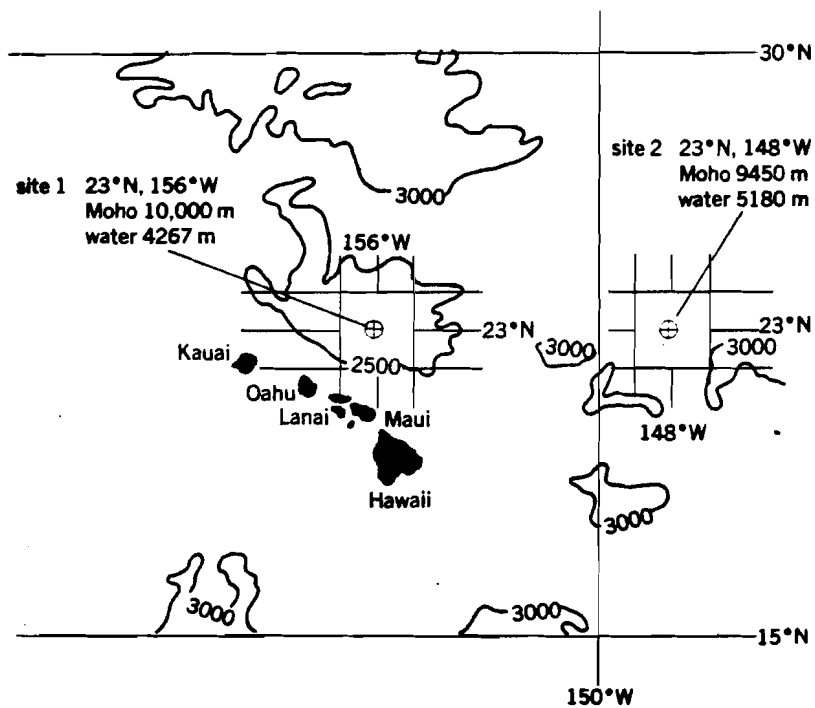 30°N
site 2 23°N, 148°W
Moho 9450 m
water 5180 m
site 1 23°N, 156°W
Moho 10,000 m
water 4267 m
3000
156°W
23°N
23°N
3000
3000
Kauai
2500
Oahu
Lanai
Maui
148°W
Hawaii
3000
3000
3000
15°N
150°W